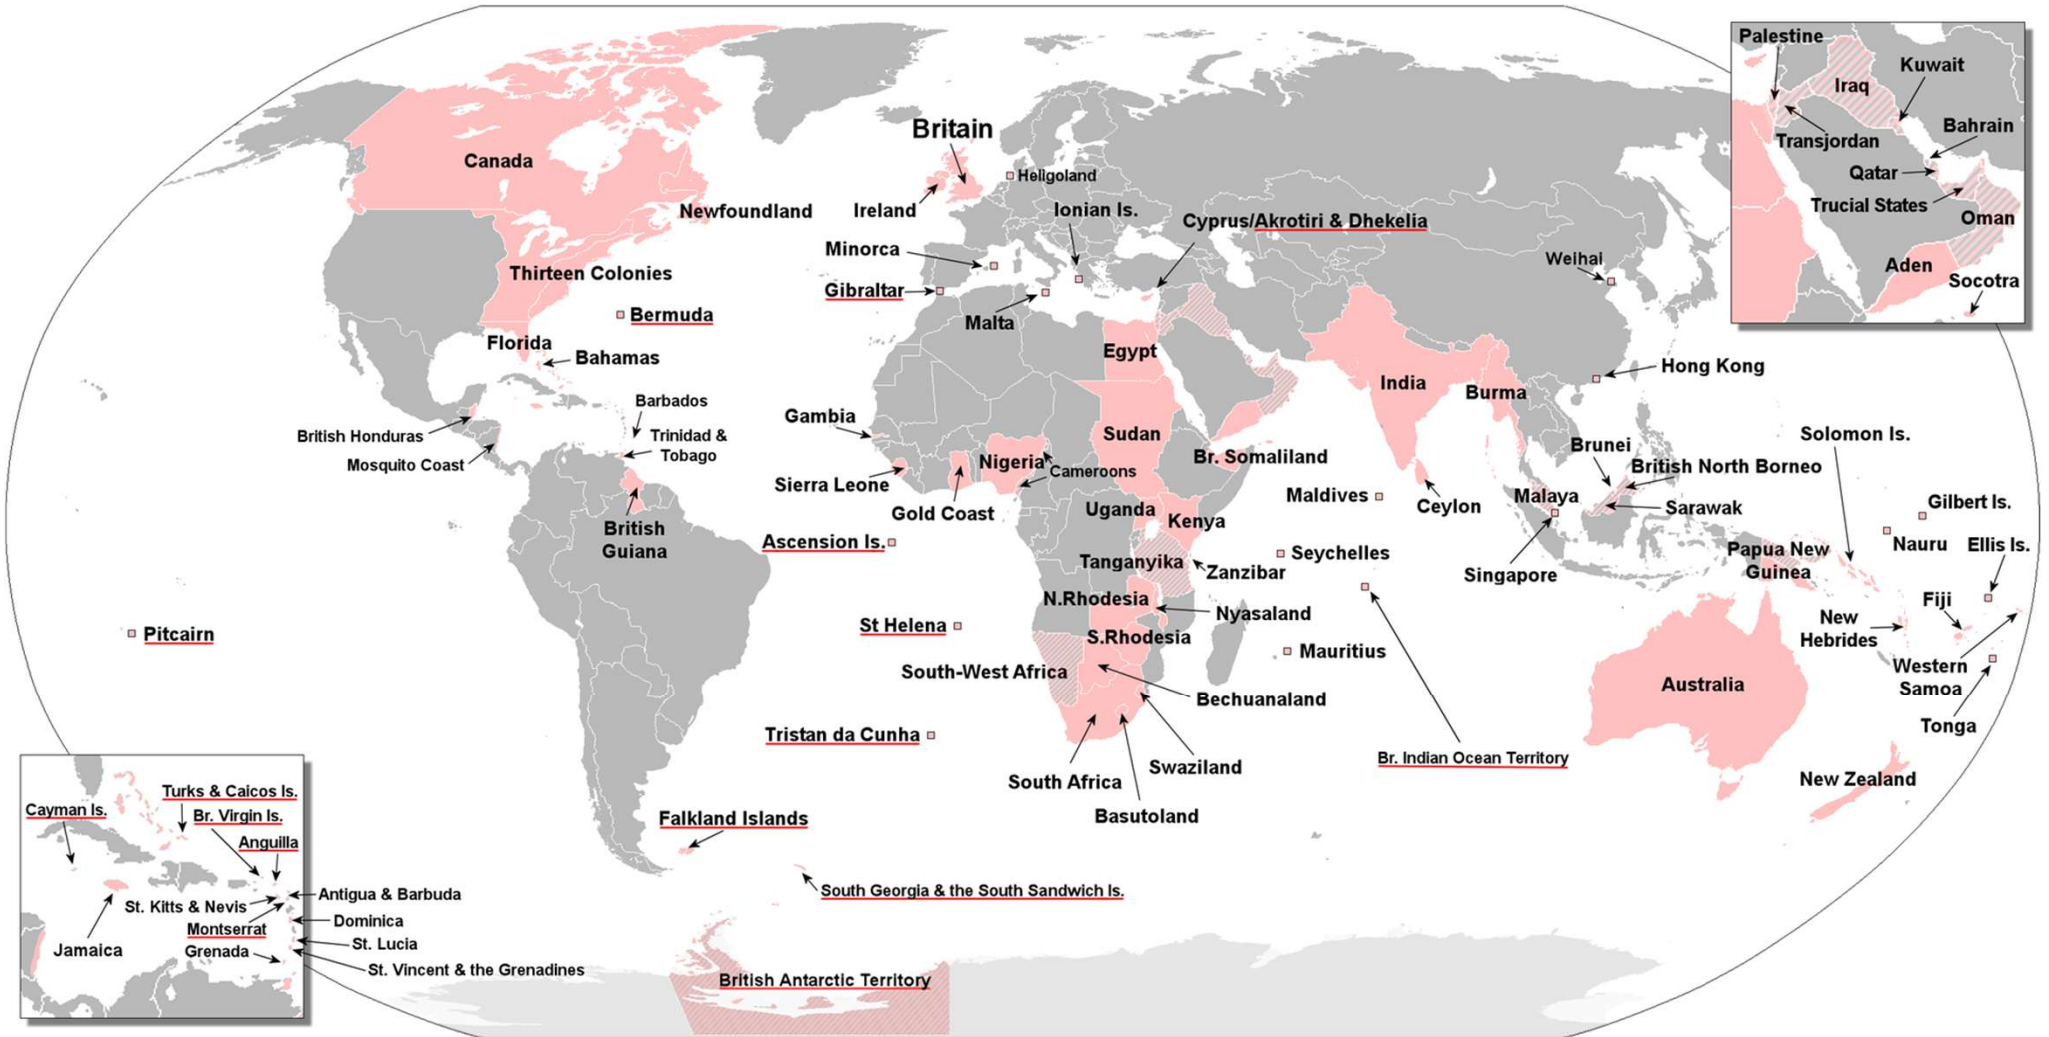 Canada
Newfoundland
Thirteen Colonies
Bermuda
Florida
Bahamas
Barbados
Trinidad &
Tobago
British Honduras
Mosquito Coast
British
Guiana
Pitcairn
Britain
Ireland
Heligoland
Ionian Is.
Minorca
Gibraltar
Malta
Cyprus/Akrotiri & Dhekelia
Egypt
Gambia
Sierra Leone
Gold Coast
Nigeria
Cameroons
Sudan
Br. Somaliland
Uganda
Kenya
Ascension Is.
Tanganyika
Zanzibar
N.Rhodesia
Nyasaland
St Helena
S.Rhodesia
South-West Africa
Bechuanaland
Tristan da Cunha
South Africa
Swaziland
Basutoland
Falkland Islands
South Georgia & the South Sandwich Is.
British Antarctic Territory
India
Burma
Ceylon
Maldives
Seychelles
Mauritius
Br. Indian Ocean Territory
Weihai
Hong Kong
Brunei
British North Borneo
Malaya
Sarawak
Singapore
Solomon Is.
Gilbert Is.
Nauru
Ellis Is.
Papua New
Guinea
Fiji
New
Hebrides
Western
Samoa
Tonga
Australia
New Zealand
Palestine
Kuwait
Iraq
Transjordan
Bahrain
Qatar
Trucial States
Oman
Aden
Socotra
Cayman Is.
Turks & Caicos Is.
Br. Virgin Is.
Anguilla
Antigua & Barbuda
St. Kitts & Nevis
Montserrat
Dominica
Jamaica
Grenada
St. Lucia
St. Vincent & the Grenadines